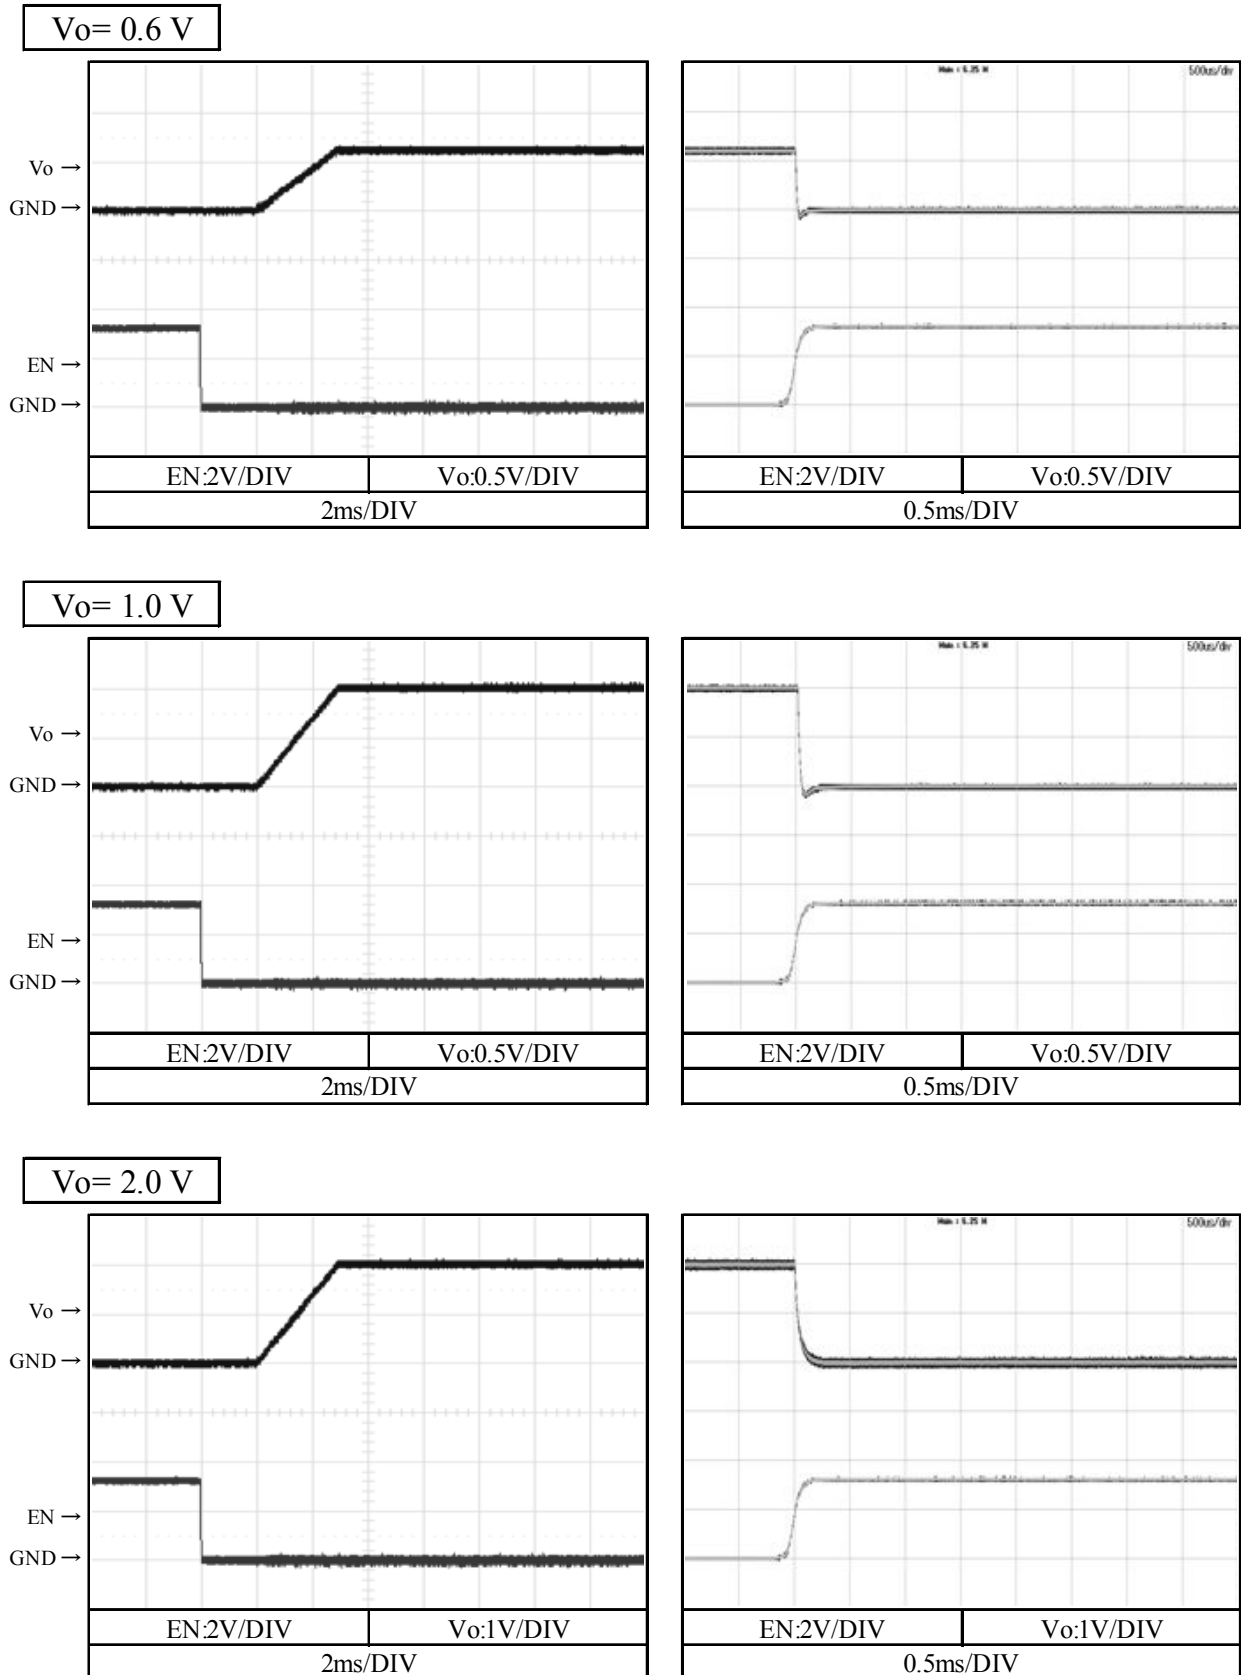 Vo= 0.6 V
500us/div
Vo →
GND →
EN →
GND →
EN:2V/DIV Vo:0.5V/DIV
2ms/DIV
EN:2V/DIV Vo:0.5V/DIV
0.5ms/DIV
Vo= 1.0 V
500us/div
Vo →
GND →
EN →
GND →
EN:2V/DIV Vo:0.5V/DIV
2ms/DIV
EN:2V/DIV Vo:0.5V/DIV
0.5ms/DIV
Vo= 2.0 V
500us/div
Vo →
GND →
EN →
GND →
EN:2V/DIV Vo:1V/DIV
2ms/DIV
EN:2V/DIV Vo:1V/DIV
0.5ms/DIV